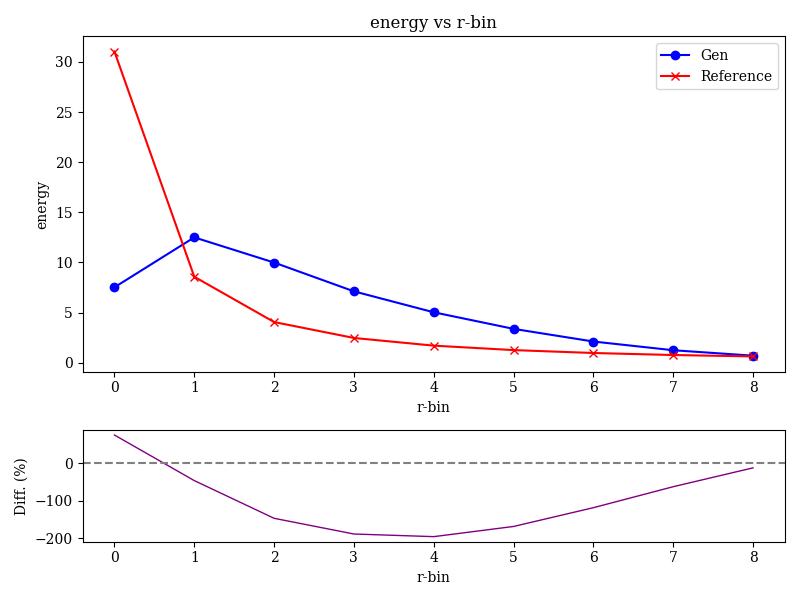 energy vs r-bin
Gen
Reference
energy
30
25
20
15
10
5
0
0 1 2 3 4 5 6 7 8
r-bin
Diff. (%)
0
−100
−200
0 1 2 3 4 5 6 7 8
r-bin